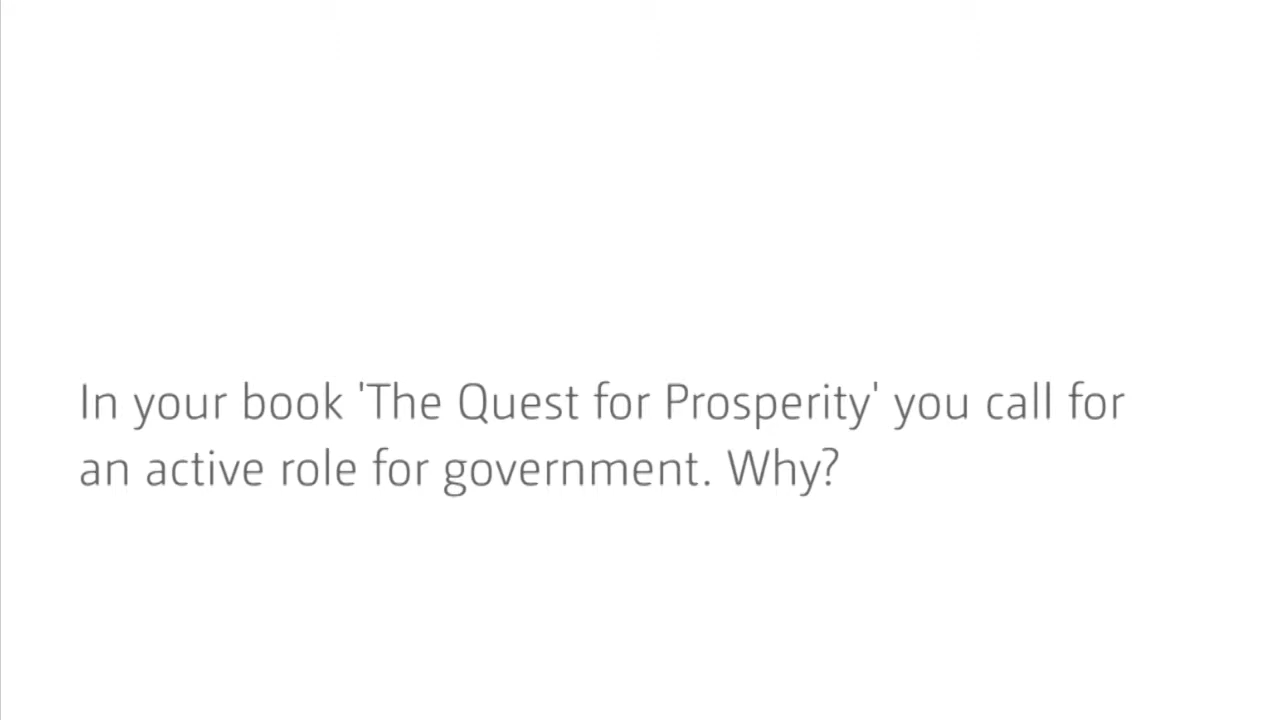 In your book 'The Quest for Prosperity' you call for
an active role for government. Why?